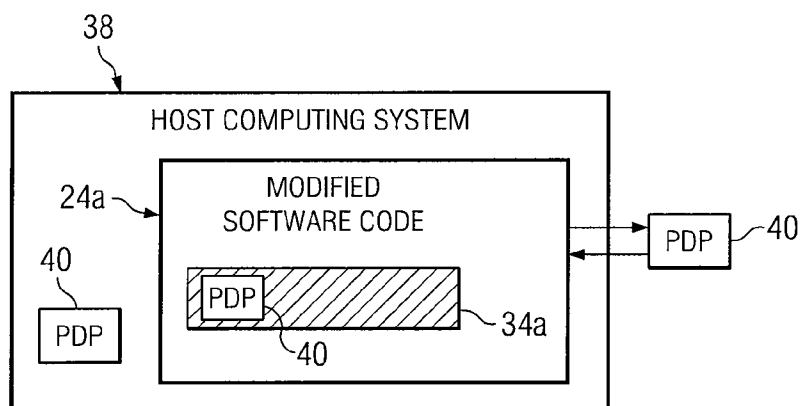 38
HOST COMPUTING SYSTEM
24a
MODIFIED
SOFTWARE CODE
40
PDP
PDP
40
34a
PDP
40